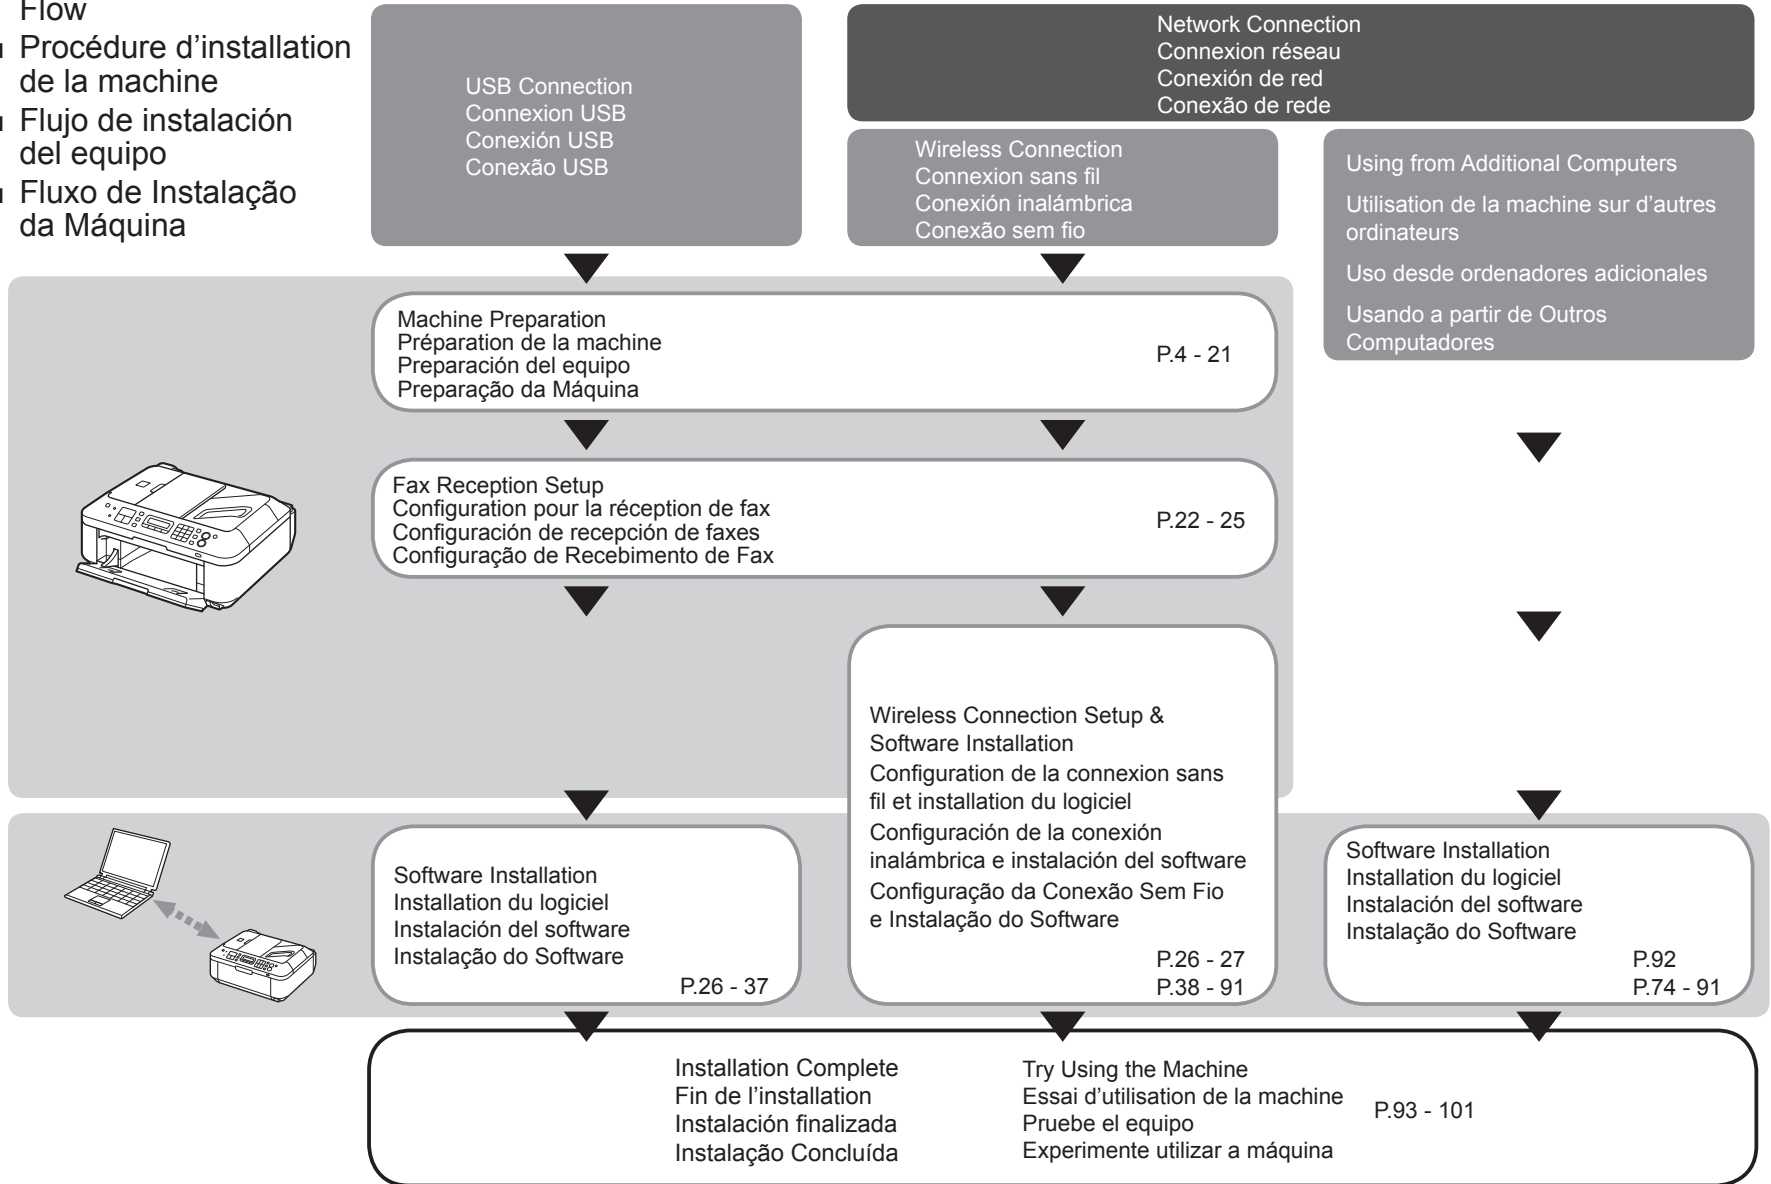 Flow
Procédure d’installation
de la machine
Flujo de instalación
del equipo
Fluxo de Instalação
da Máquina
USB Connection
Connexion USB
Conexión USB
Conexão USB
Network Connection
Connexion réseau
Conexión de red
Conexão de rede
Wireless Connection
Connexion sans fil
Conexión inalámbrica
Conexão sem fio
Using from Additional Computers
Utilisation de la machine sur d’autres
ordinateurs
Uso desde ordenadores adicionales
Usando a partir de Outros
Computadores
Machine Preparation
Préparation de la machine
Preparación del equipo
Preparação da Máquina
P.4 - 21
Fax Reception Setup
Configuration pour la réception de fax
Configuración de recepción de faxes
Configuração de Recebimento de Fax
P.22 - 25
Software Installation
Installation du logiciel
Instalación del software
Instalação do Software
P.26 - 37
Wireless Connection Setup &
Software Installation
Configuration de la connexion sans
fil et installation du logiciel
Configuración de la conexión
inalámbrica e instalación del software
Configuração da Conexão Sem Fio
e Instalação do Software
P.26 - 27
P.38 - 91
Software Installation
Installation du logiciel
Instalación del software
Instalação do Software
P.92
P.74 - 91
Installation Complete
Fin de l’installation
Instalación finalizada
Instalação Concluída
Try Using the Machine
Essai d’utilisation de la machine
Pruebe el equipo
Experimente utilizar a máquina
P.93 - 101